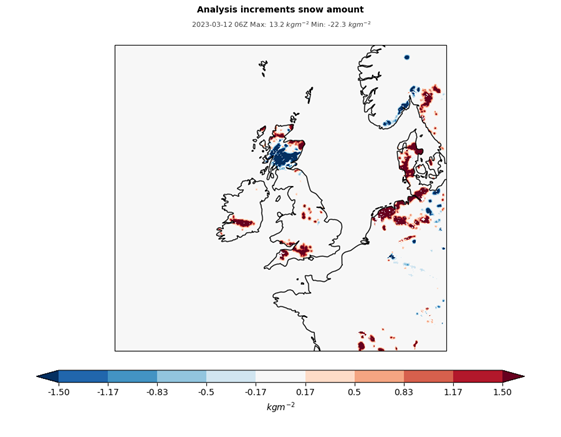 Analysis increments snow amount
2023-03-12 06Z Max: 13.2 kgm⁻² Min: -22.3 kgm⁻²
-1.50 -1.17 -0.83 -0.5 -0.17 0.17 0.5 0.83 1.17 1.50
kgm⁻²